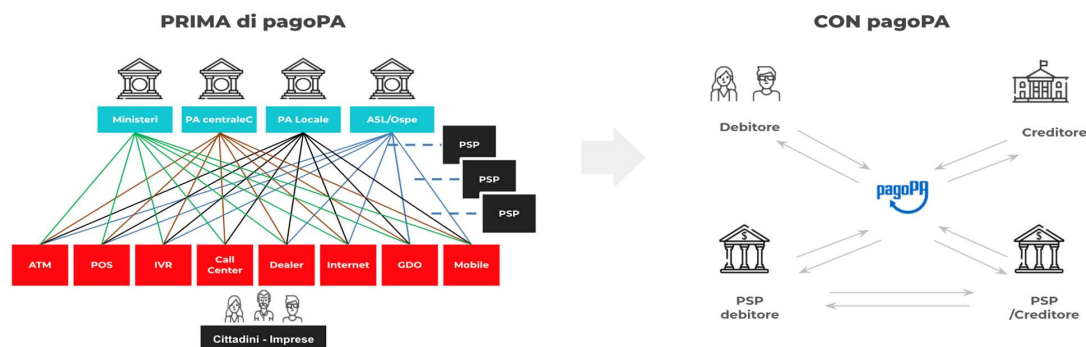 PRIMA di pagoPA
Ministeri
PA centraleC
PA Locale
ASL/Ospe
PSP
PSP
PSP
ATM
POS
IVR
Call
Center
Dealer
Internet
GDO
Mobile
Cittadini - Imprese
CON pagoPA
Debitore
Creditore
pagoPA
PSP
debitore
PSP
/Creditore